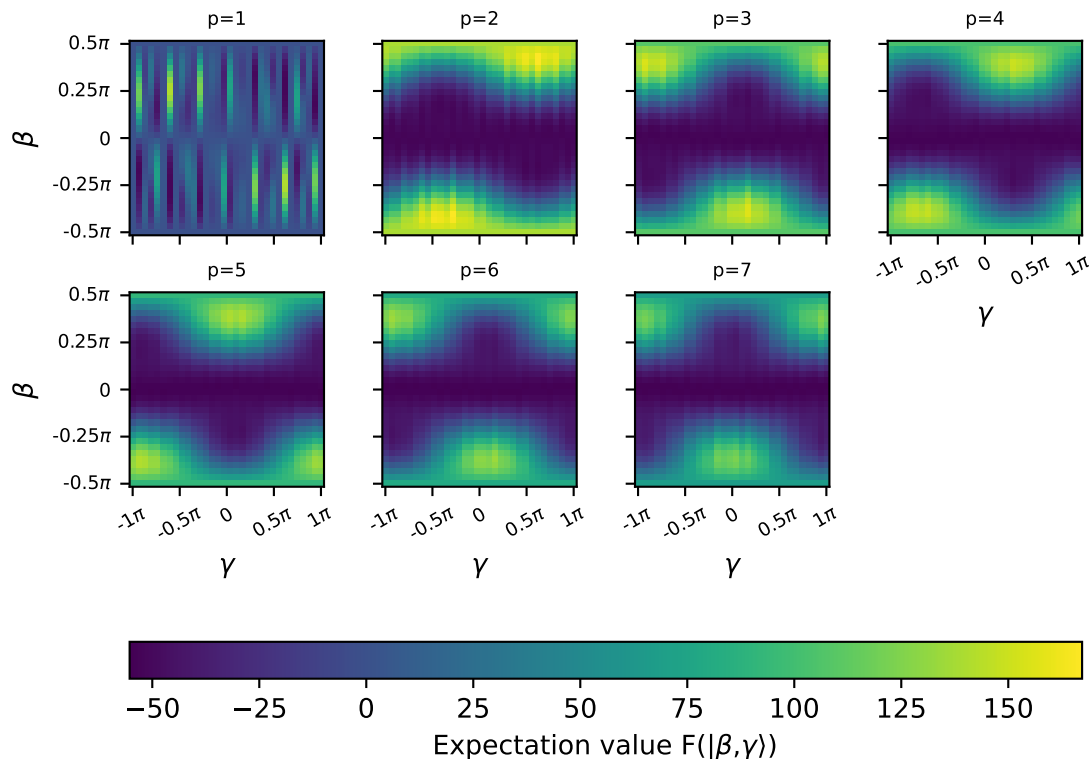 p=1 p=2 p=3 p=4
0.5π
0.25π
0
-0.25π
-0.5π
β
-1π -0.5π 0 0.5π 1π
γ
p=5 p=6 p=7
0.5π
0.25π
0
-0.25π
-0.5π
β
-1π -0.5π 0 0.5π 1π -1π -0.5π 0 0.5π 1π -1π -0.5π 0 0.5π 1π
γ γ γ
−50 −25 0 25 50 75 100 125 150
Expectation value F(|β,γ⟩)